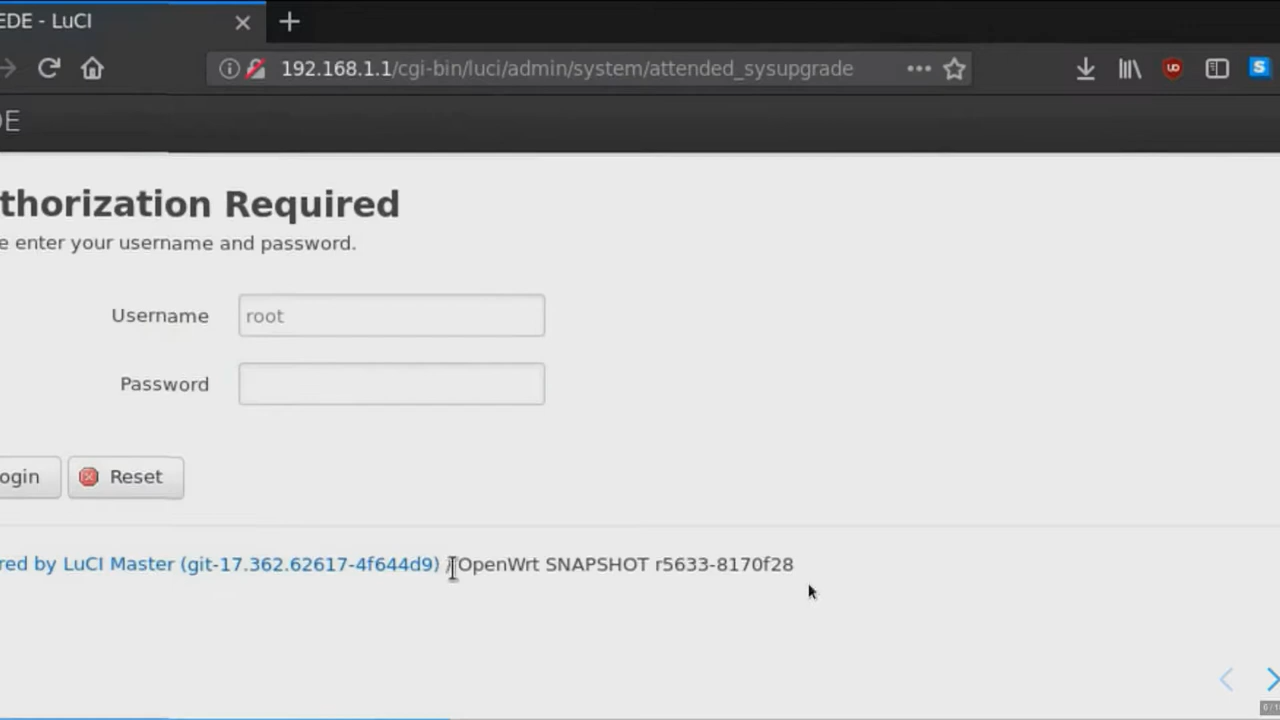 EDE - LuCI
192.168.1.1/cgi-bin/luci/admin/system/attended_sysupgrade
DE
thorization Required
e enter your username and password.
Username root
Password
ogin Reset
red by LuCI Master (git-17.362.62617-4f644d9) / OpenWrt SNAPSHOT r5633-8170f28